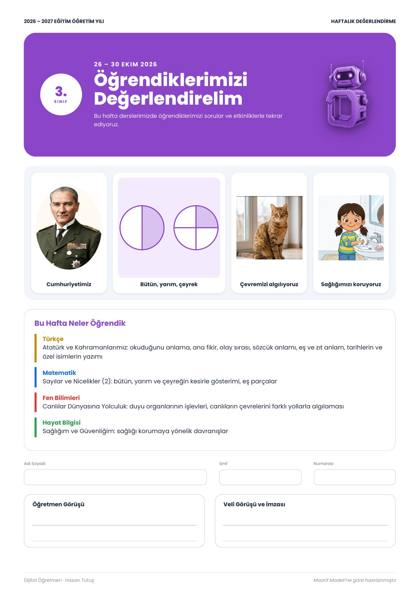 2026 – 2027 EĞİTİM ÖĞRETİM YILI
HAFTALIK DEĞERLENDİRME
3.
SINIF
26 – 30 EKİM 2026
Öğrendiklerimizi
Değerlendirelim
Bu hafta derslerimizde öğrendiklerimizi sorular ve etkinliklerle tekrar
ediyoruz.
Cumhuriyetimiz
Bütün, yarım, çeyrek
Çevremizi algılıyoruz
Sağlığımızı koruyoruz
Bu Hafta Neler Öğrendik
Türkçe
Atatürk ve Kahramanlarımız: okuduğunu anlama, ana fikir, olay sırası, sözcük anlamı, eş ve zıt anlam, tarihlerin ve
özel isimlerin yazımı
Matematik
Sayılar ve Nicelikler (2): bütün, yarım ve çeyreğin kesirle gösterimi, eş parçalar
Fen Bilimleri
Canlılar Dünyasına Yolculuk: duyu organlarının işlevleri, canlıların çevrelerini farklı yollarla algılaması
Hayat Bilgisi
Sağlığım ve Güvenliğim: sağlığı korumaya yönelik davranışlar
Adı Soyadı
Sınıf
Numarası
Öğretmen Görüşü
Veli Görüşü ve İmzası
Dijital Öğretmen · Hasan Tutuş
Maarif Modeli'ne göre hazırlanmıştır